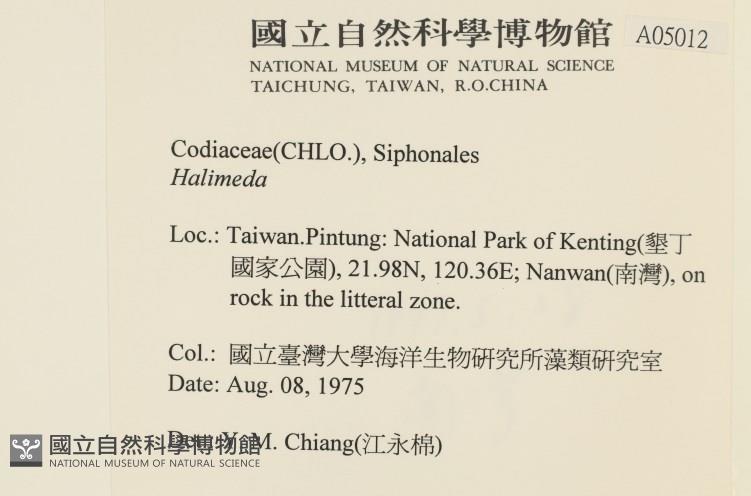 國立自然科學博物館
A05012
NATIONAL MUSEUM OF NATURAL SCIENCE
TAICHUNG, TAIWAN, R.O.CHINA
Codiaceae(CHLO.), Siphonales
Halimeda
Loc.: Taiwan.Pintung: National Park of Kenting(墾丁
國家公園), 21.98N, 120.36E; Nanwan(南灣), on
rock in the litteral zone.
Col.: 國立臺灣大學海洋生物研究所藻類研究室
Date: Aug. 08, 1975
Det.: Y. M. Chiang(江永棉)
國立自然科學博物館
NATIONAL MUSEUM OF NATURAL SCIENCE